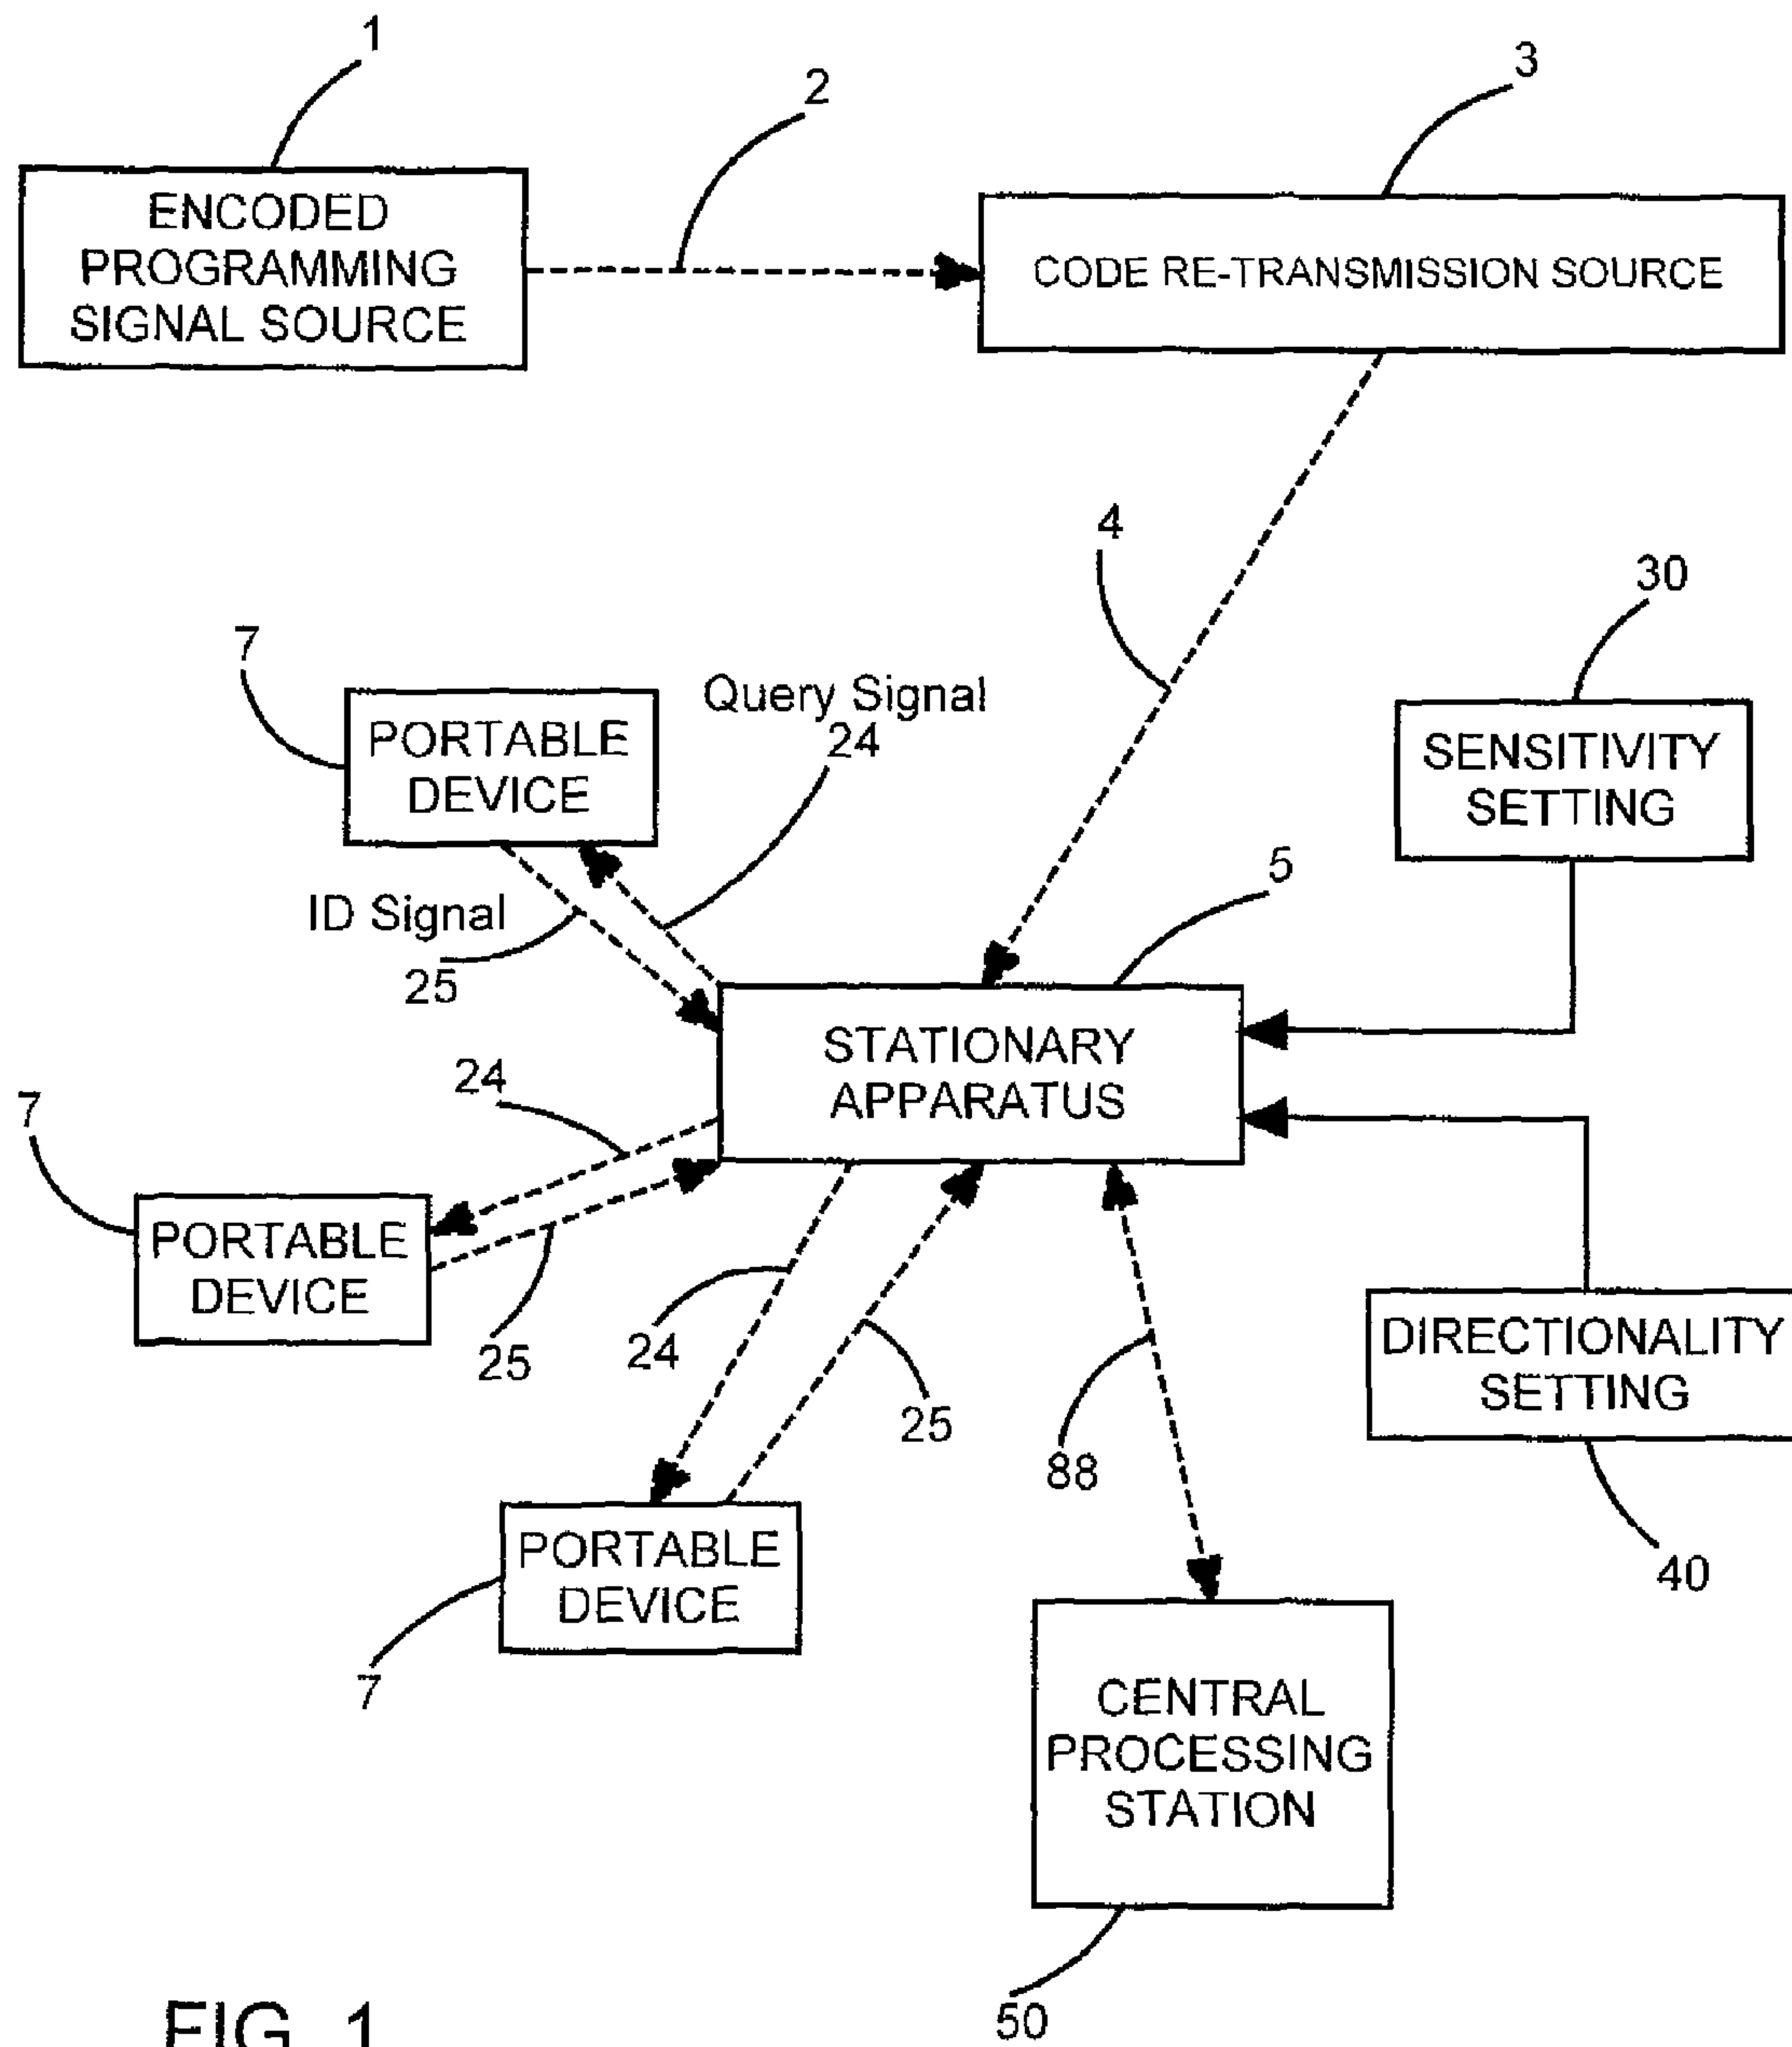 1
2
3
ENCODED
PROGRAMMING
SIGNAL SOURCE
CODE RE-TRANSMISSION SOURCE
4
30
7
Query Signal
24
PORTABLE
DEVICE
SENSITIVITY
SETTING
5
ID Signal
25
STATIONARY
APPARATUS
24
7
PORTABLE
DEVICE
25
24
25
88
DIRECTIONALITY
SETTING
40
PORTABLE
DEVICE
7
CENTRAL
PROCESSING
STATION
50
FIG. 1